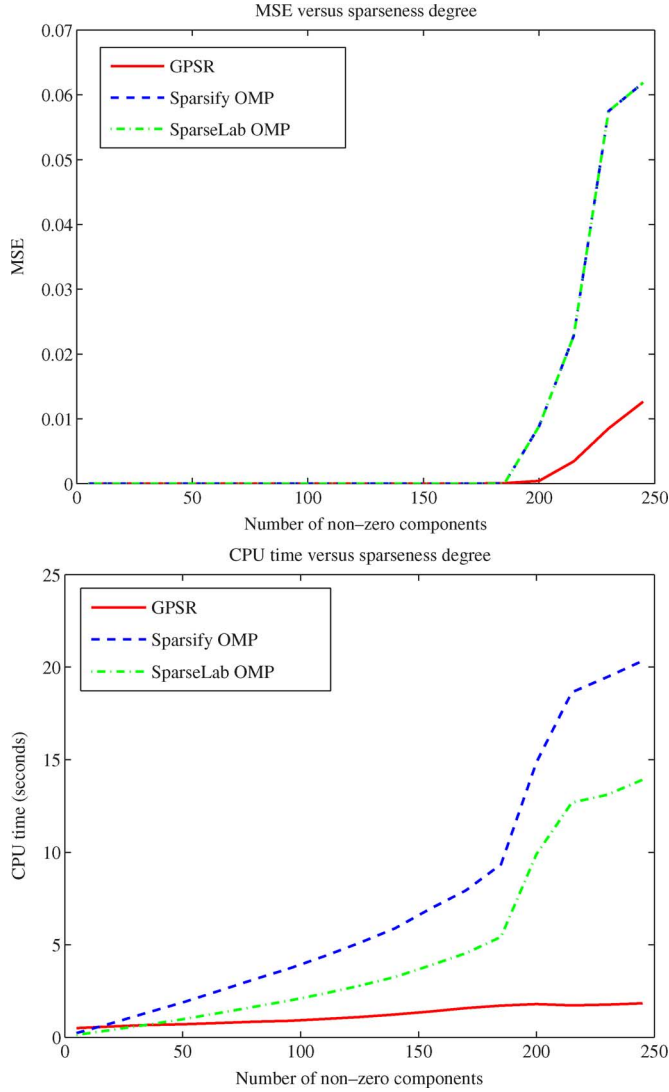 MSE versus sparseness degree
0.07
GPSR
0.06
Sparsify OMP
SparseLab OMP
0.05
0.04
MSE
0.03
0.02
0.01
0
0 50 100 150 200 250
Number of non–zero components
CPU time versus sparseness degree
25
GPSR
Sparsify OMP
20
SparseLab OMP
15
CPU time (seconds)
10
5
0
0 50 100 150 200 250
Number of non–zero components